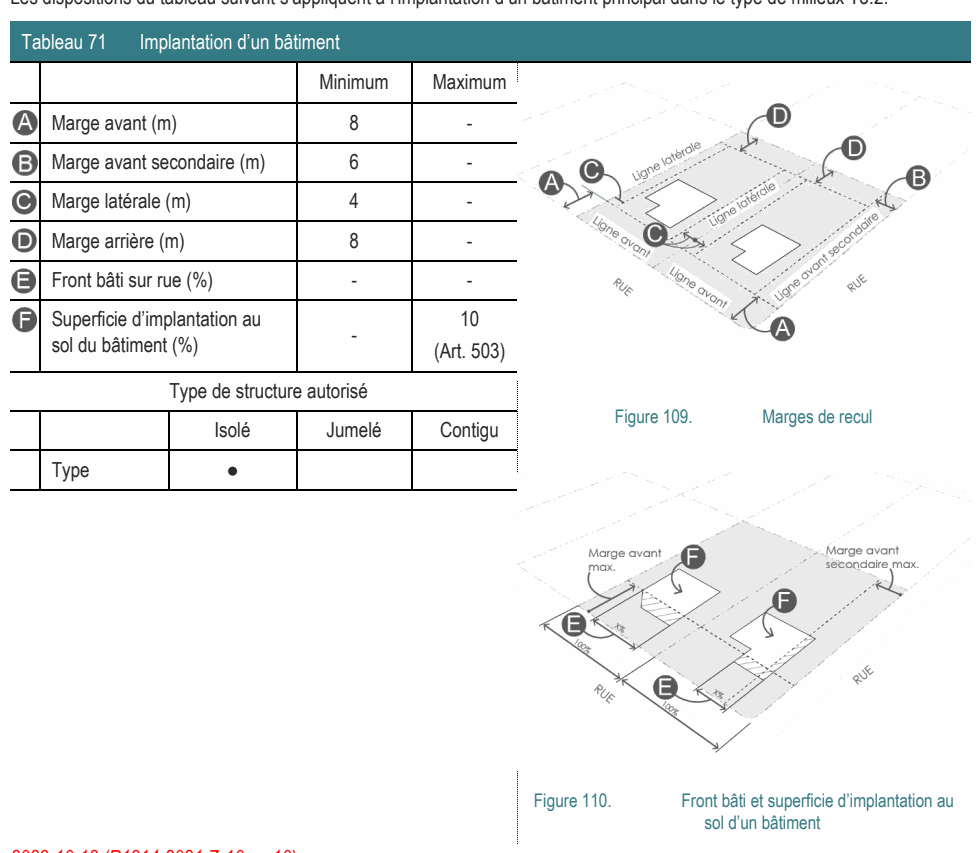 Les dispositions du tableau suivant s'appliquent à l'implantation d'un bâtiment principal dans le type de milieux
Tableau 71 Implantation d'un bâtiment
Minimum Maximum
A Marge avant (m) 8 -
B Marge avant secondaire (m) 6 -
C Marge latérale (m) 4 -
D Marge arrière (m) 8 -
E Front bâti sur rue (%) - -
F Superficie d'implantation au
sol du bâtiment (%) - 10
(Art. 503)
Type de structure autorisé
Isolé Jumelé Contigu
Type ●
D
D
Ligne latérale
C
A
B
Ligne latérale
Ligne avant
C
Ligne avant secondaire
Ligne avant
RUE
RUE
A
Figure 109. Marges de recul
Marge avant
max.
F
Marge avant
secondaire max.
F
E
X%
100%
RUE
E
X%
100%
RUE
Figure 110. Front bâti et superficie d'implantation au
sol d'un bâtiment